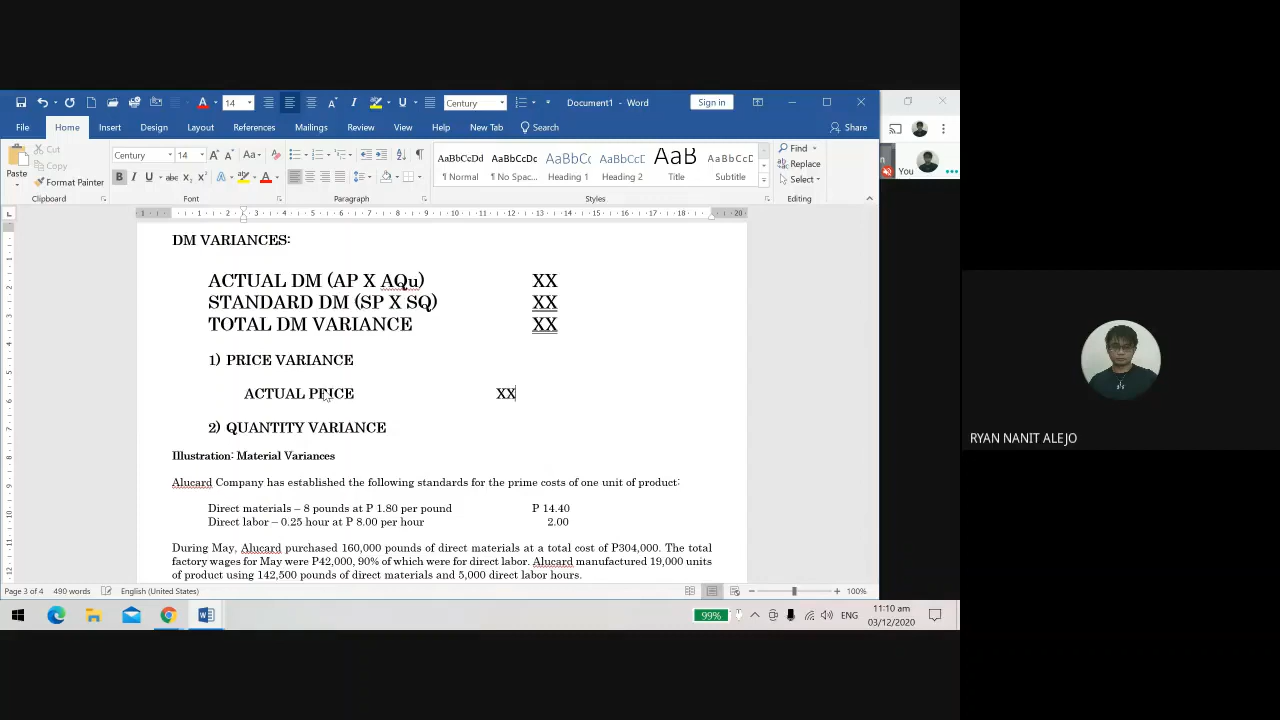 14
Century
Document1 - Word
Sign in
File
Home
Insert
Design
Layout
References
Mailings
Review
View
Help
New Tab
Search
Share
Paste
Cut
Copy
Format Painter
Century
14
AaBbCcDd
AaBbCcDc
AaBbCc
AaBbCcD
AaB
AaBbCcD
¶ Normal
¶ No Spac...
Heading 1
Heading 2
Title
Subtitle
Find
Replace
Select
Clipboard
Font
Paragraph
Styles
Editing
You
DM VARIANCES:
ACTUAL DM (AP X AQu) XX
STANDARD DM (SP X SQ) XX
TOTAL DM VARIANCE XX
1) PRICE VARIANCE
ACTUAL PRICE XX
2) QUANTITY VARIANCE
Illustration: Material Variances
Alucard Company has established the following standards for the prime costs of one unit of product:
Direct materials – 8 pounds at P 1.80 per pound P 14.40
Direct labor – 0.25 hour at P 8.00 per hour 2.00
During May, Alucard purchased 160,000 pounds of direct materials at a total cost of P304,000. The total
factory wages for May were P42,000, 90% of which were for direct labor. Alucard manufactured 19,000 units
of product using 142,500 pounds of direct materials and 5,000 direct labor hours.
Page 3 of 4
490 words
English (United States)
100%
99%
ENG
11:10 am
03/12/2020
RYAN NANIT ALEJO